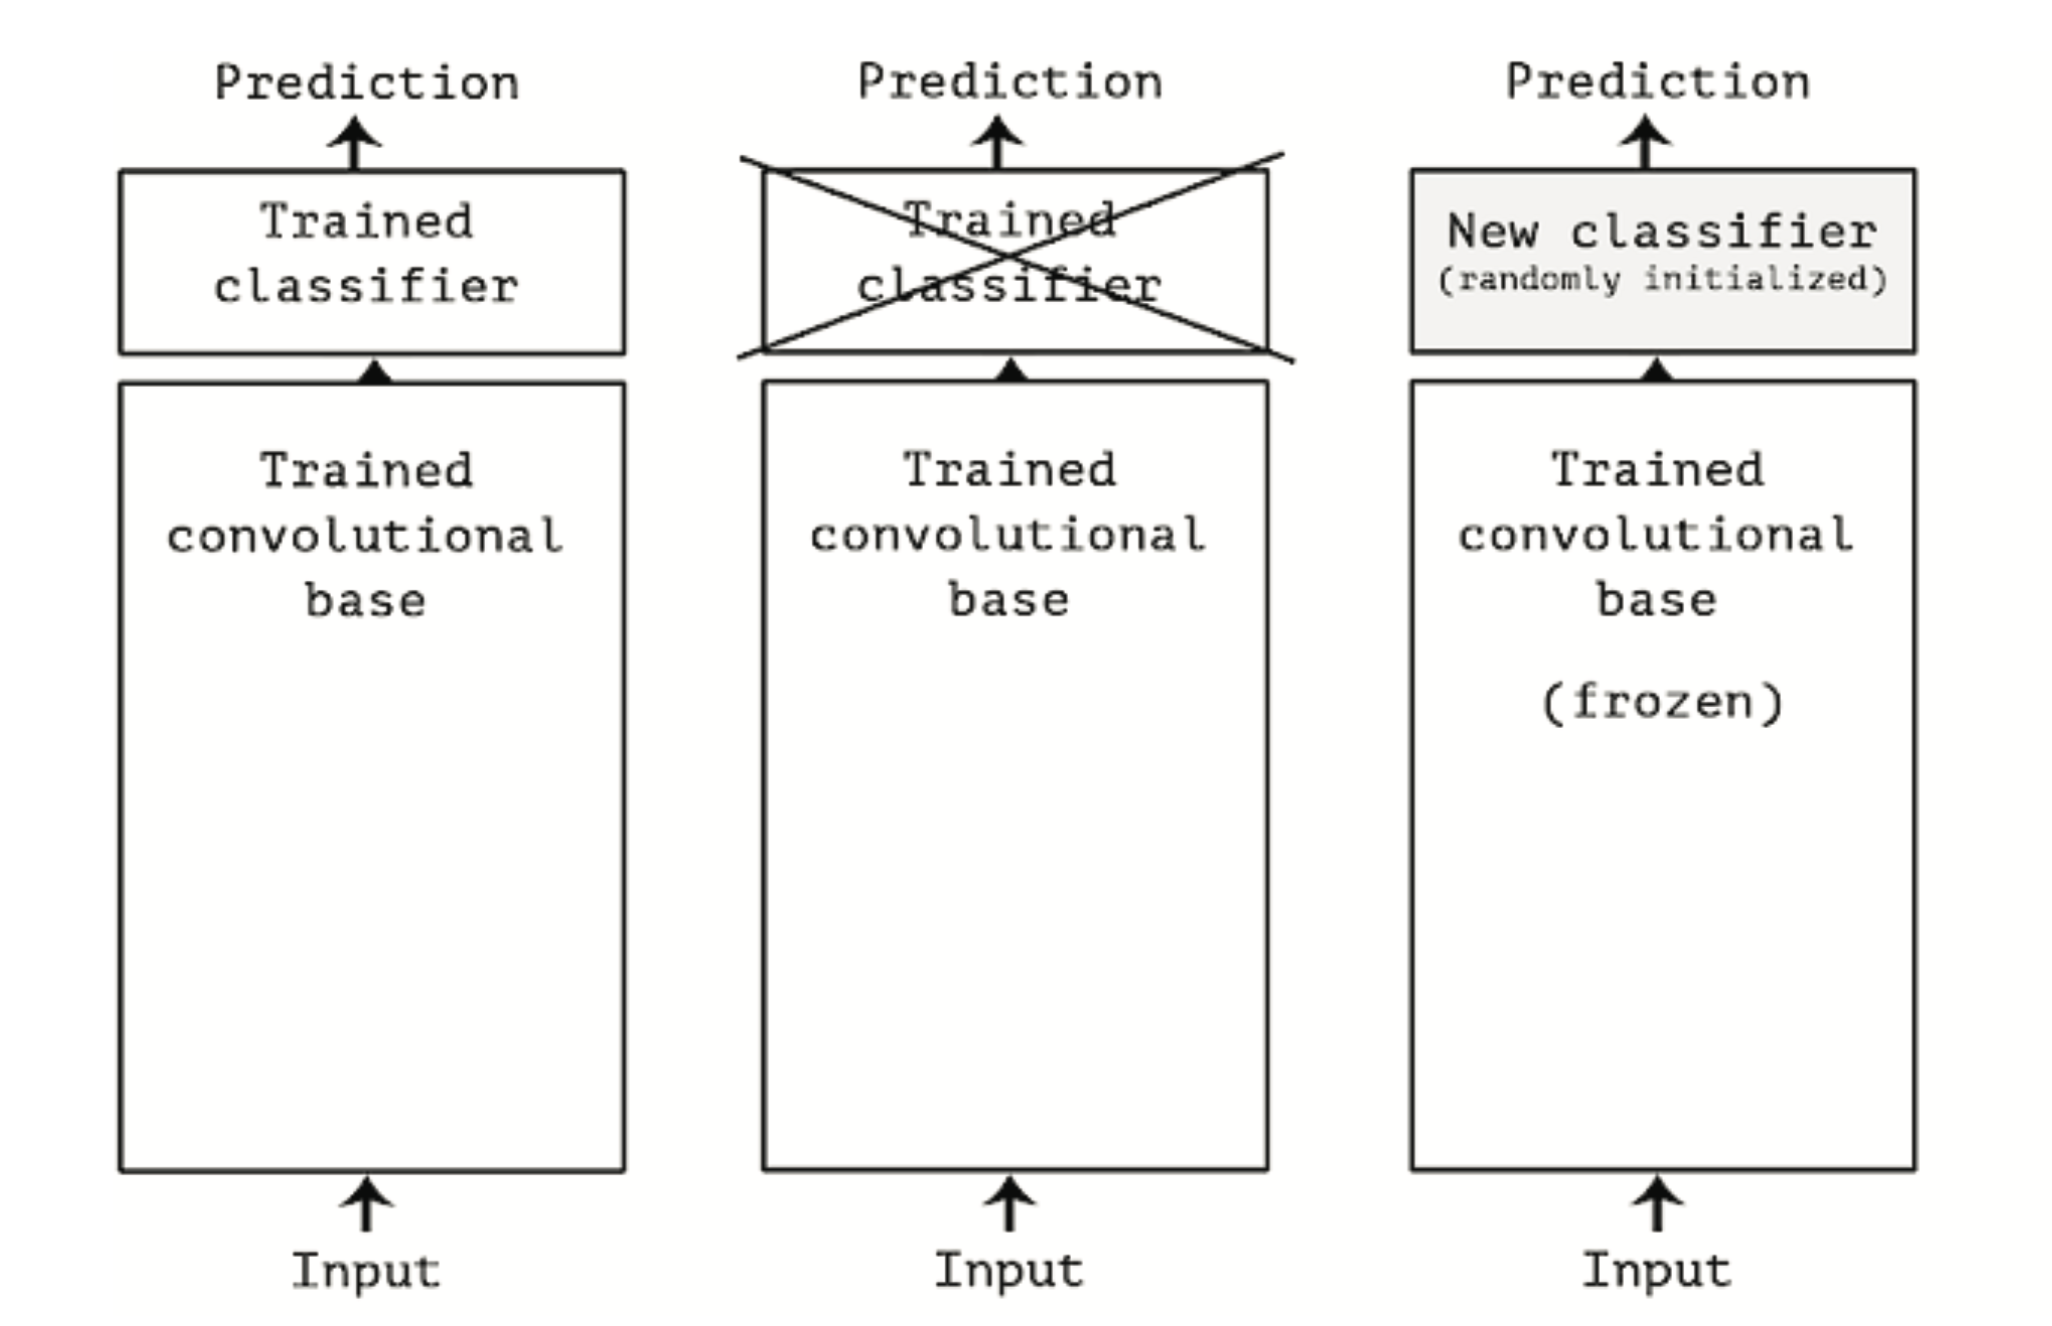 Prediction
Trained
classifier
Trained
convolutional
base
Input
Prediction
Trained
classifier
Trained
convolutional
base
Input
Prediction
New classifier
(randomly initialized)
Trained
convolutional
base
(frozen)
Input